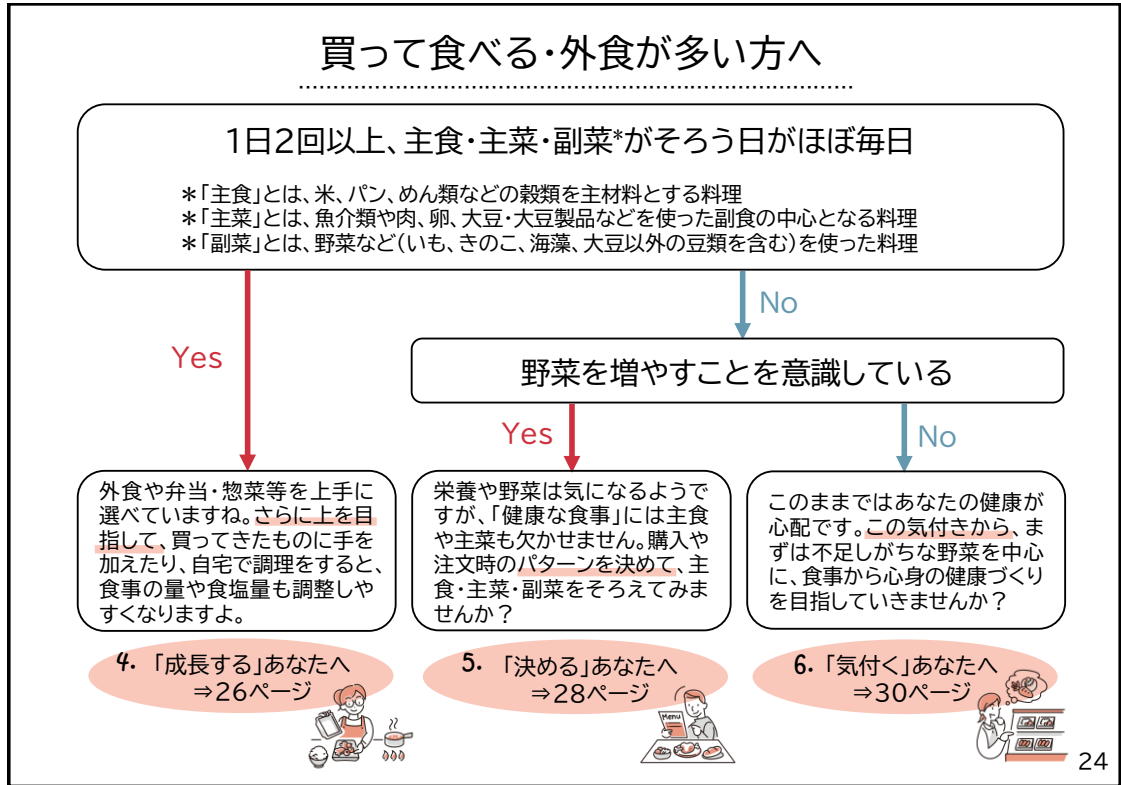 買って食べる・外食が多い方へ
1日2回以上、主食・主菜・副菜*がそろう日がほぼ毎日
＊「主食」とは、米、パン、めん類などの穀類を主材料とする料理
＊「主菜」とは、魚介類や肉、卵、大豆・大豆製品などを使った副食の中心となる料理
＊「副菜」とは、野菜など（いも、きのこ、海藻、大豆以外の豆類を含む）を使った料理
No
Yes
野菜を増やすことを意識している
Yes
No
外食や弁当・惣菜等を上手に
選べていますね。さらに上を目
指して、買ってきたものに手を
加えたり、自宅で調理をすると、
食事の量や食塩量も調整しや
すくなりますよ。
栄養や野菜は気になるようで
すが、「健康な食事」には主食
や主菜も欠かせません。購入や
注文時のパターンを決めて、主
食・主菜・副菜をそろえてみま
せんか？
このままではあなたの健康が
心配です。この気付きから、ま
ずは不足しがちな野菜を中心
に、食事から心身の健康づくり
を目指していきませんか？
4.「成長する」あなたへ
⇒26ページ
5.「決める」あなたへ
⇒28ページ
6.「気付く」あなたへ
⇒30ページ
Menu
24